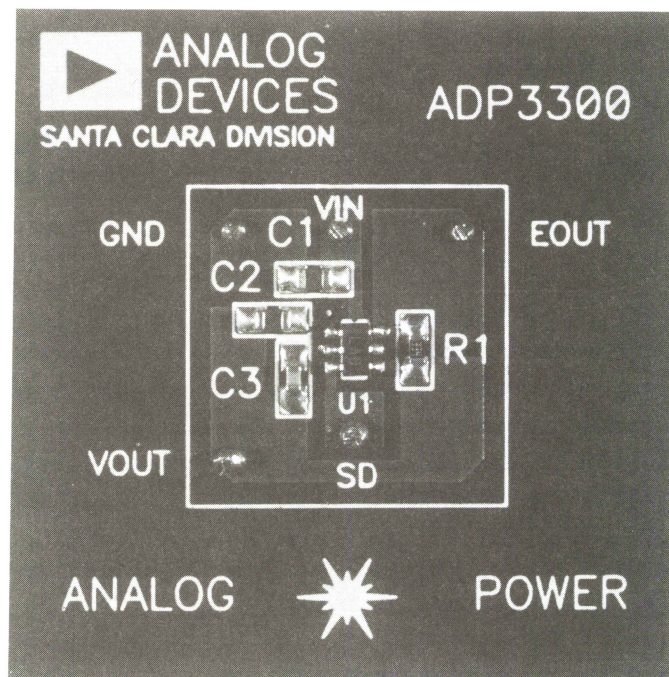 ANALOG
DEVICES
SANTA CLARA DIVISION
ADP3300
VIN
GND
C1
EOUT
C2
R1
C3
U1
VOUT
SD
ANALOG
POWER